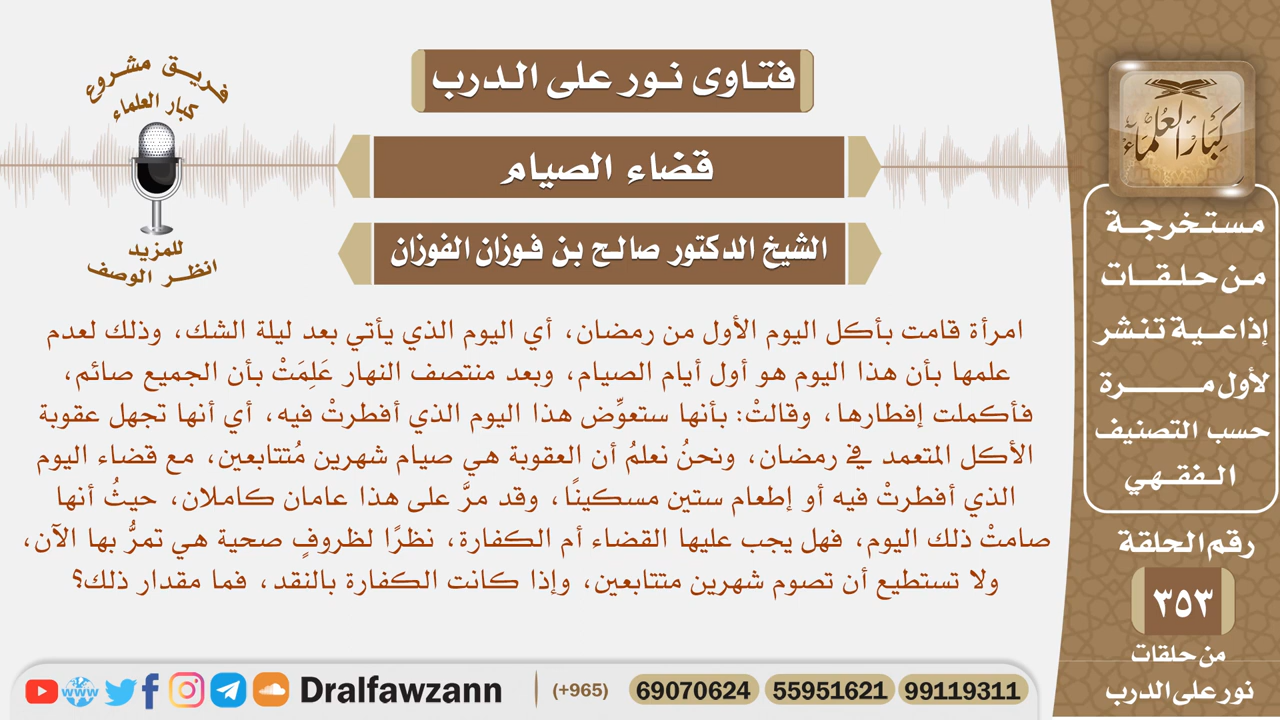 فتاوى نور على الدرب
قضاء الصيام
الشيخ الدكتور صالح بن فوزان الفوزان
فريق مشروع
كبار العلماء
للمزيد
انظر الوصف
امرأة قامت بأكل اليوم الأول من رمضان، أي اليوم الذي يأتي بعد ليلة الشك، وذلك لعدم
علمها بأن هذا اليوم هو أول أيام الصيام، وبعد منتصف النهار عَلِمَتْ بأن الجميع صائم،
فأكملت إفطارها، وقالتْ: بأنها ستعوِّض هذا اليوم الذي أفطرتْ فيه، أي أنها تجهل عقوبة
الأكل المتعمد في رمضان، ونحنُ نعلمُ أن العقوبة هي صيام شهرين مُتتابعين، مع قضاء اليوم
الذي أفطرتْ فيه أو إطعام ستين مسكينًا، وقد مرَّ على هذا عامان كاملان، حيثُ أنها
صامتْ ذلك اليوم، فهل يجب عليها القضاء أم الكفارة، نظرًا لظروفٍ صحية هي تمرُّ بها الآن،
ولا تستطيع أن تصوم شهرين متتابعين، وإذا كانت الكفارة بالنقد، فما مقدار ذلك؟
كبار العلماء
مستخرجة
من حلقات
إذاعية تنشر
لأول مرة
حسب التصنيف
الفقهي
رقم الحلقة
٣٥٣
من حلقات
نور على الدرب
www
Dralfawzann
(+965)
69070624
55951621
99119311